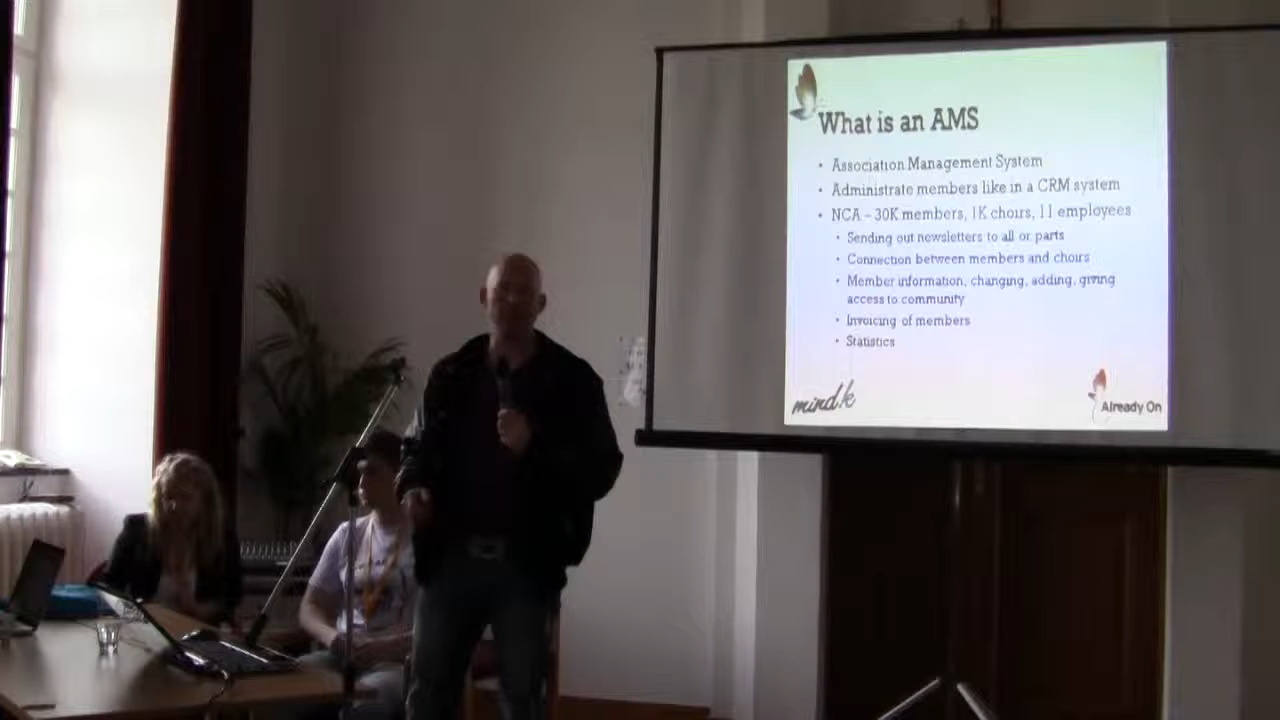 What is an AMS
• Association Management System
• Administrate members like in a CRM system
• NCA – 30K members, 1K choirs, 11 employees
• Sending out newsletters to all or parts
• Connection between members and choirs
• Member information, changing, adding, giving
access to community
• Invoicing of members
• Statistics
mind.k
Already On